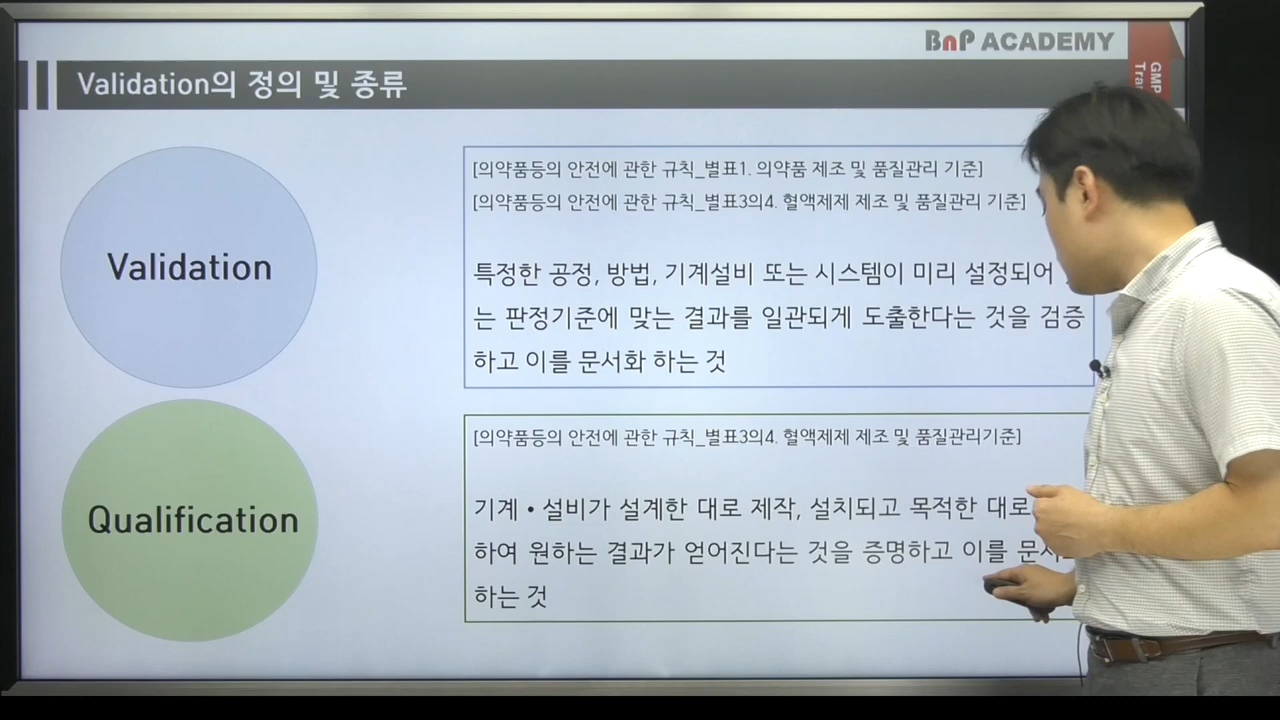 BnP ACADEMY
GMP
Validation의 정의 및 종류
Validation
[의약품등의 안전에 관한 규칙_별표1. 의약품 제조 및 품질관리 기준]
[의약품등의 안전에 관한 규칙_별표3의4. 혈액제제 제조 및 품질관리 기준]
특정한 공정, 방법, 기계설비 또는 시스템이 미리 설정되어
는 판정기준에 맞는 결과를 일관되게 도출한다는 것을 검증
하고 이를 문서화 하는 것
Qualification
[의약품등의 안전에 관한 규칙_별표3의4. 혈액제제 제조 및 품질관리기준]
기계•설비가 설계한 대로 제작, 설치되고 목적한 대로
하여 원하는 결과가 얻어진다는 것을 증명하고 이를
하는 것